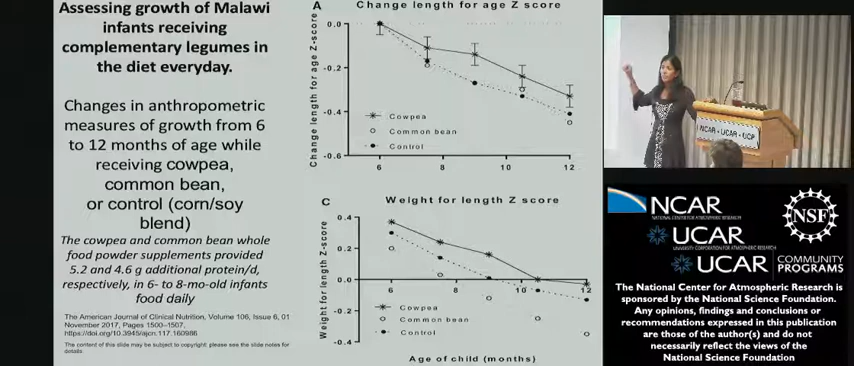 Assessing growth of Malawi
infants receiving
complementary legumes in
the diet everyday.
Changes in anthropometric
measures of growth from 6
to 12 months of age while
receiving cowpea,
common bean,
or control (corn/soy
blend)
The cowpea and common bean whole
food powder supplements provided
5.2 and 4.6 g additional protein/d,
respectively, in 6- to 8-mo-old infants
food daily
The American Journal of Clinical Nutrition, Volume 106, Issue 6, 01
November 2017, Pages 1500–1507,
https://doi.org/10.3945/ajcn.117.160986
The content of this slide may be subject to copyright: please see the slide notes for
details
A
Change length for age Z score
Change length for age Z-score
0.0
-0.2
-0.4
-0.6
6
8
10
12
Cowpea
Common bean
Control
C
Weight for length Z score
Weight for length Z-score
0.4
0.2
0.0
-0.2
-0.4
6
8
10
12
Cowpea
Common bean
Control
Age of child (months)
NCAR • UCAR • UCP
NCAR
NATIONAL CENTER FOR ATMOSPHERIC RESEARCH
NSF
UCAR
UNIVERSITY CORPORATION FOR ATMOSPHERIC RESEARCH
UCAR
COMMUNITY
PROGRAMS
The National Center for Atmospheric Research is
sponsored by the National Science Foundation.
Any opinions, findings and conclusions or
recommendations expressed in this publication
are those of the author(s) and do not
necessarily reflect the views of the
National Science Foundation